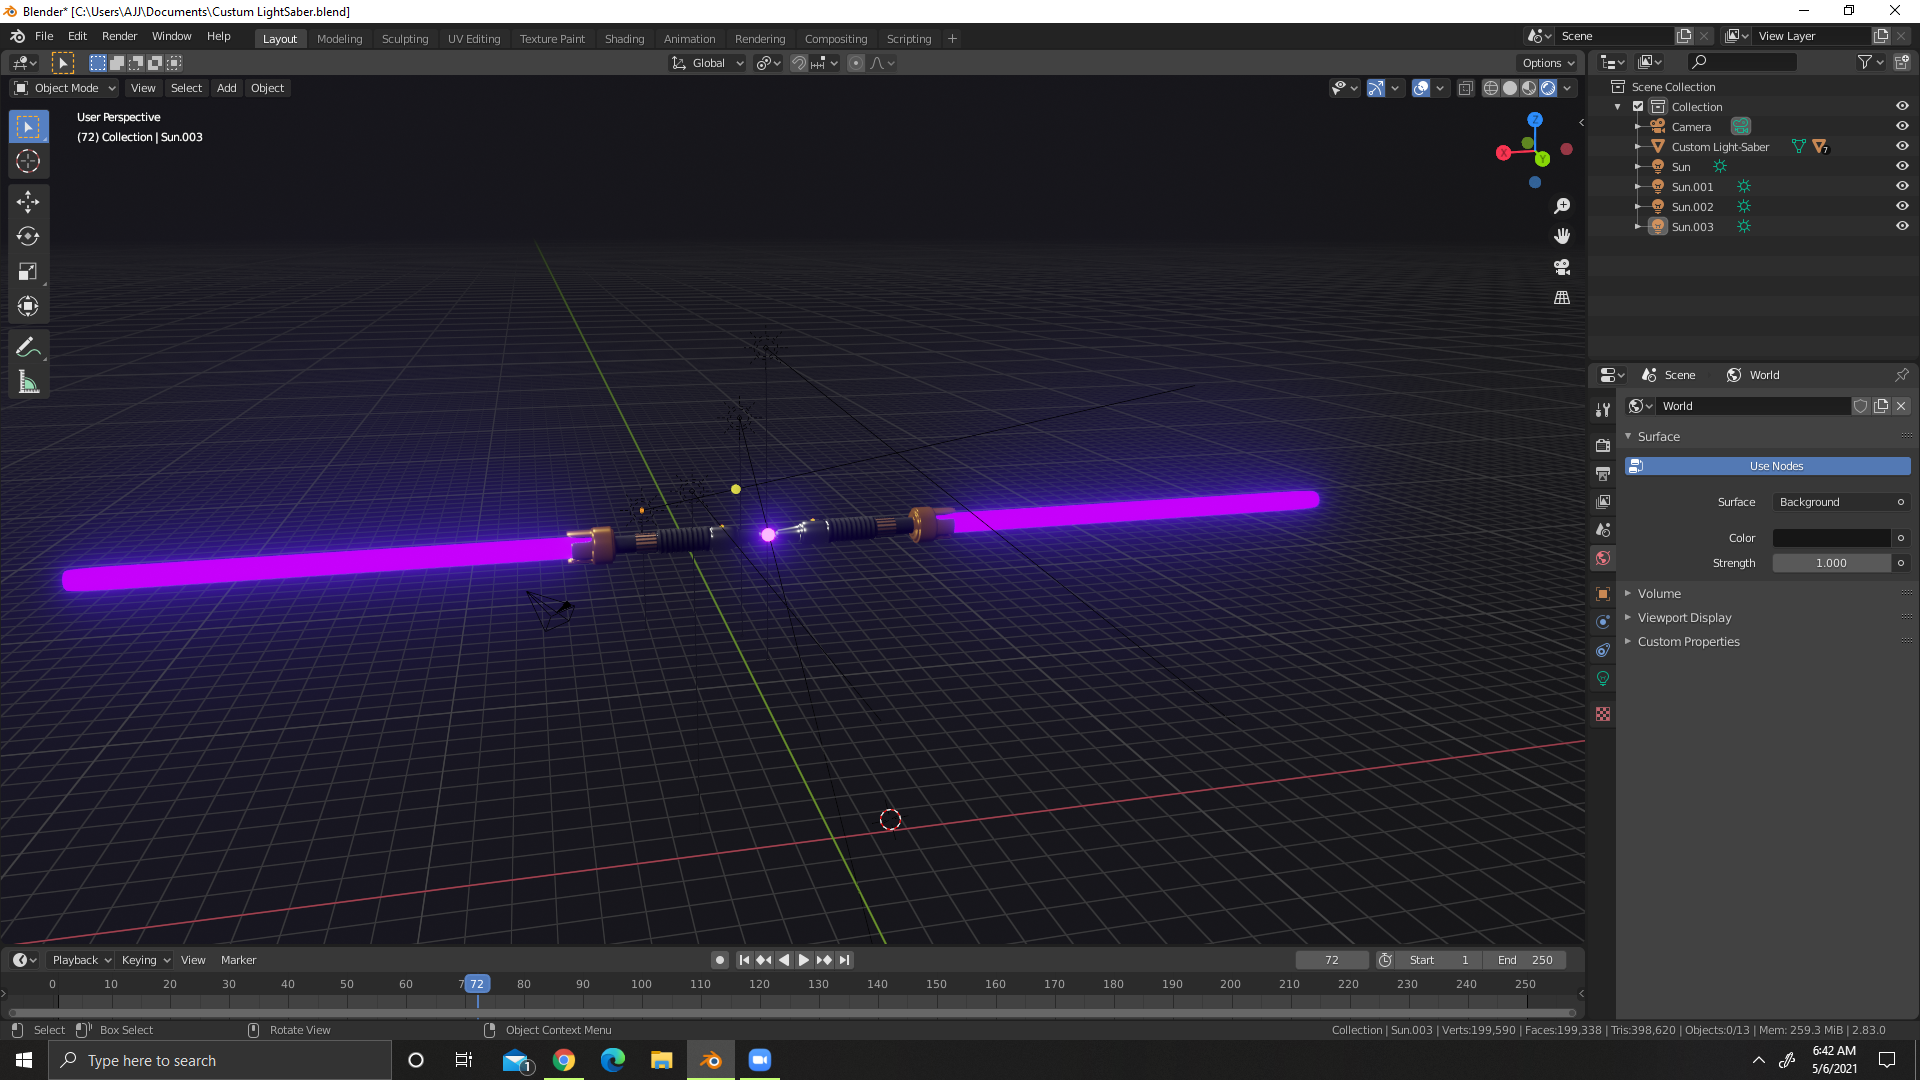 Blender* [C:\Users\AJJ\Documents\Custum LightSaber.blend]
File Edit Render Window Help Layout Modeling Sculpting UV Editing Texture Paint Shading Animation Rendering Compositing Scripting + Scene View Layer
Global Options
Object Mode View Select Add Object
User Perspective
(72) Collection | Sun.003
Z
X
Y
Scene Collection
Collection
Camera
Custom Light-Saber 7
Sun
Sun.001
Sun.002
Sun.003
Scene World
World
Surface
Use Nodes
Surface Background
Color
Strength 1.000
Volume
Viewport Display
Custom Properties
Playback Keying View Marker 72 Start 1 End 250
0 10 20 30 40 50 60 72 80 90 100 110 120 130 140 150 160 170 180 190 200 210 220 230 240 250
Select Box Select Rotate View Object Context Menu Collection | Sun.003 | Verts:199,590 | Faces:199,338 | Tris:398,620 | Objects:0/13 | Mem: 259.3 MiB | 2.83.0
Type here to search 1 6:42 AM
5/6/2021